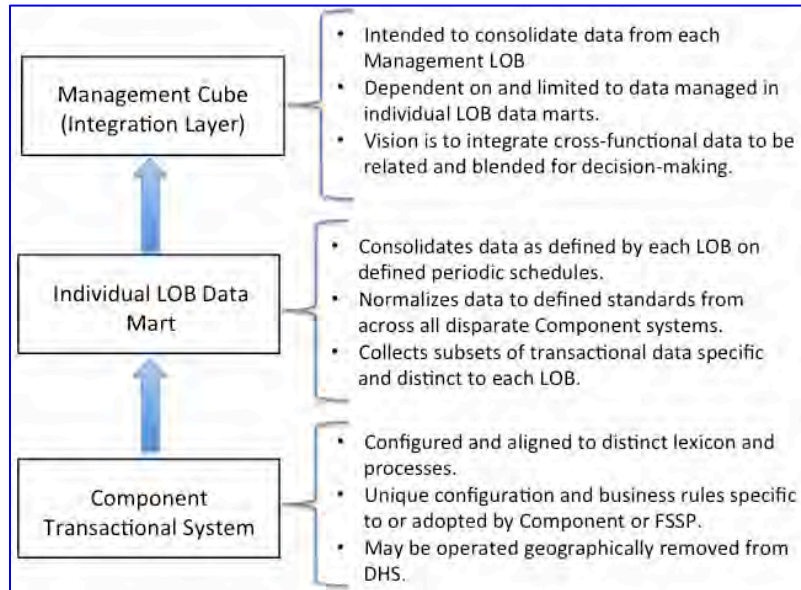 Management Cube
(Integration Layer)
• Intended to consolidate data from each
Management LOB
• Dependent on and limited to data managed in
individual LOB data marts.
• Vision is to integrate cross-functional data to be
related and blended for decision-making.
Individual LOB Data
Mart
• Consolidates data as defined by each LOB on
defined periodic schedules.
• Normalizes data to defined standards from
across all disparate Component systems.
• Collects subsets of transactional data specific
and distinct to each LOB.
Component
Transactional System
• Configured and aligned to distinct lexicon and
processes.
• Unique configuration and business rules specific
to or adopted by Component or FSSP.
• May be operated geographically removed from
DHS.